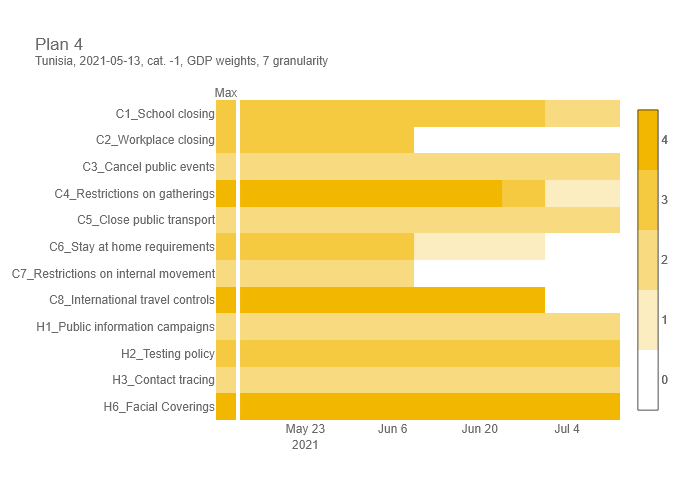 Plan 4
Tunisia, 2021-05-13, cat. -1, GDP weights, 7 granularity
Max
C1_School closing
C2_Workplace closing
C3_Cancel public events
C4_Restrictions on gatherings
C5_Close public transport
C6_Stay at home requirements
C7_Restrictions on internal movement
C8_International travel controls
H1_Public information campaigns
H2_Testing policy
H3_Contact tracing
H6_Facial Coverings
May 23
2021
Jun 6
Jun 20
Jul 4
4
3
2
1
0